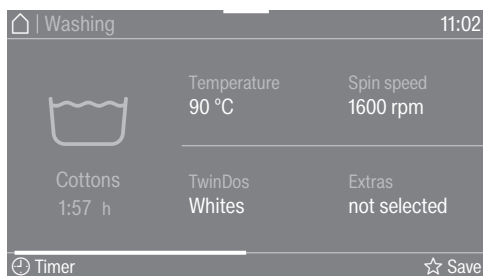 | Washing 11:02
Temperature Spin speed
90 °C 1600 rpm
Cottons TwinDos Extras
1:57 h Whites not selected
Timer Save